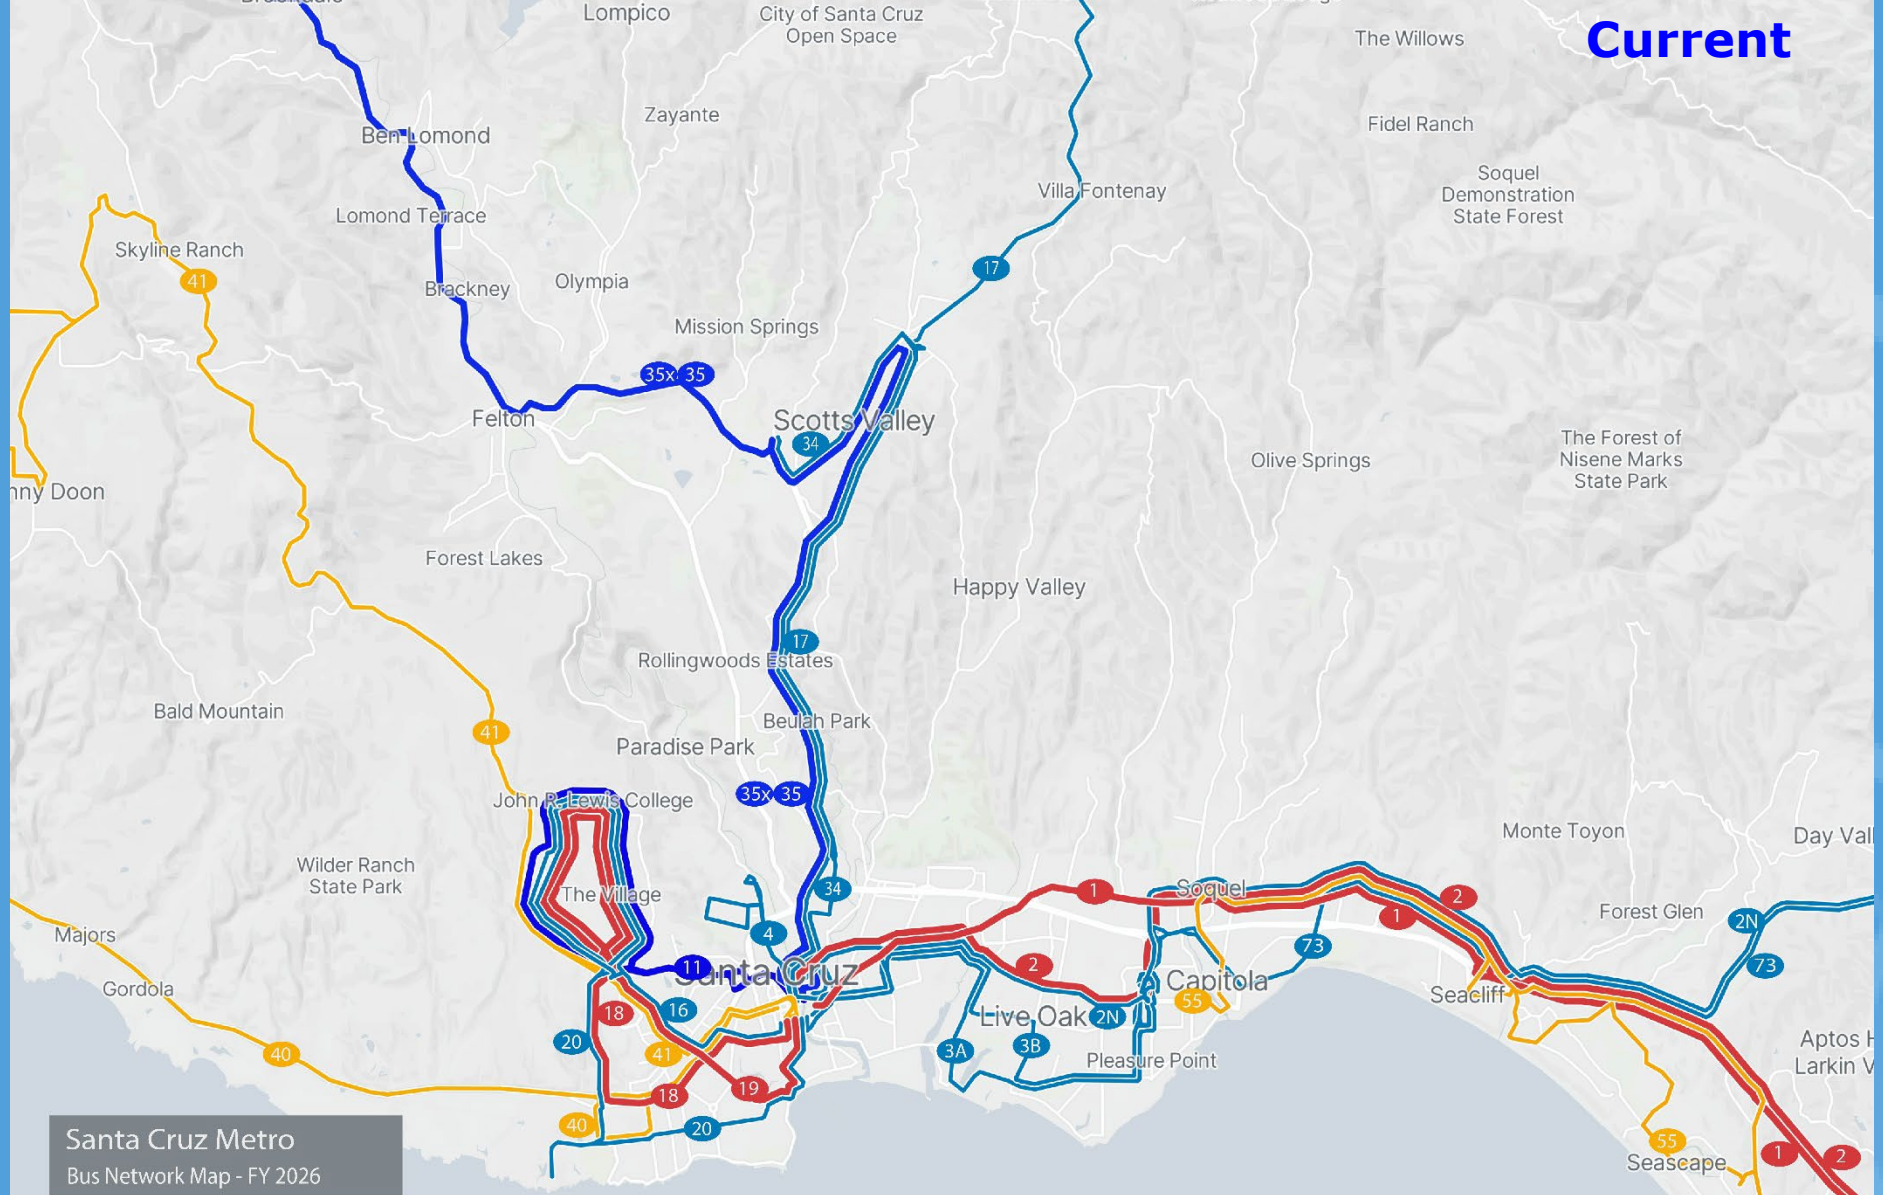 Lompico
City of Santa Cruz
Open Space
The Willows
Current
Zayante
Fidel Ranch
Ben Lomond
Soquel
Demonstration
State Forest
Villa Fontenay
Lomond Terrace
Skyline Ranch
17
41
Brackney
Olympia
Mission Springs
35x 35
Felton
Scotts Valley
34
The Forest of
Nisene Marks
State Park
Olive Springs
nny Doon
Forest Lakes
Happy Valley
17
Rollingwoods Estates
Bald Mountain
Beulah Park
41
Paradise Park
35x 35
John R. Lewis College
Monte Toyon
Day Val
Wilder Ranch
State Park
The Village
34
1
Soquel
2
1
Forest Glen
2N
Majors
4
73
73
11
Santa Cruz
2
Capitola
Gordola
Seacliff
18
16
55
Live Oak
2N
20
41
3A
3B
Pleasure Point
Aptos H
Larkin V
40
18
19
40
20
55
1
2
Seascape
Santa Cruz Metro
Bus Network Map - FY 2026